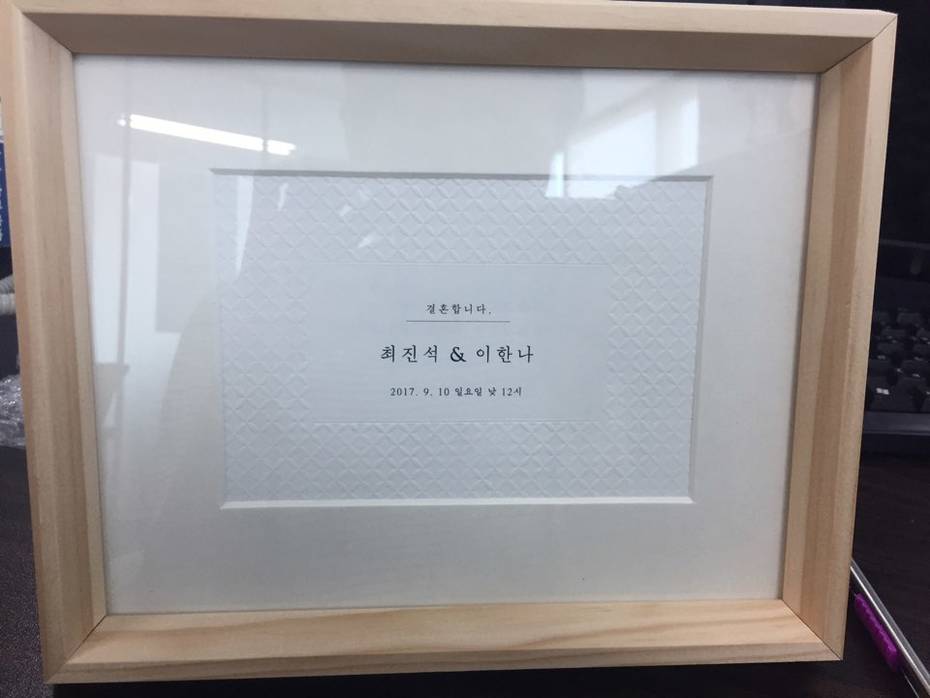 결혼합니다.
최진석 & 이한나
2017. 9. 10 일요일 낮 12시